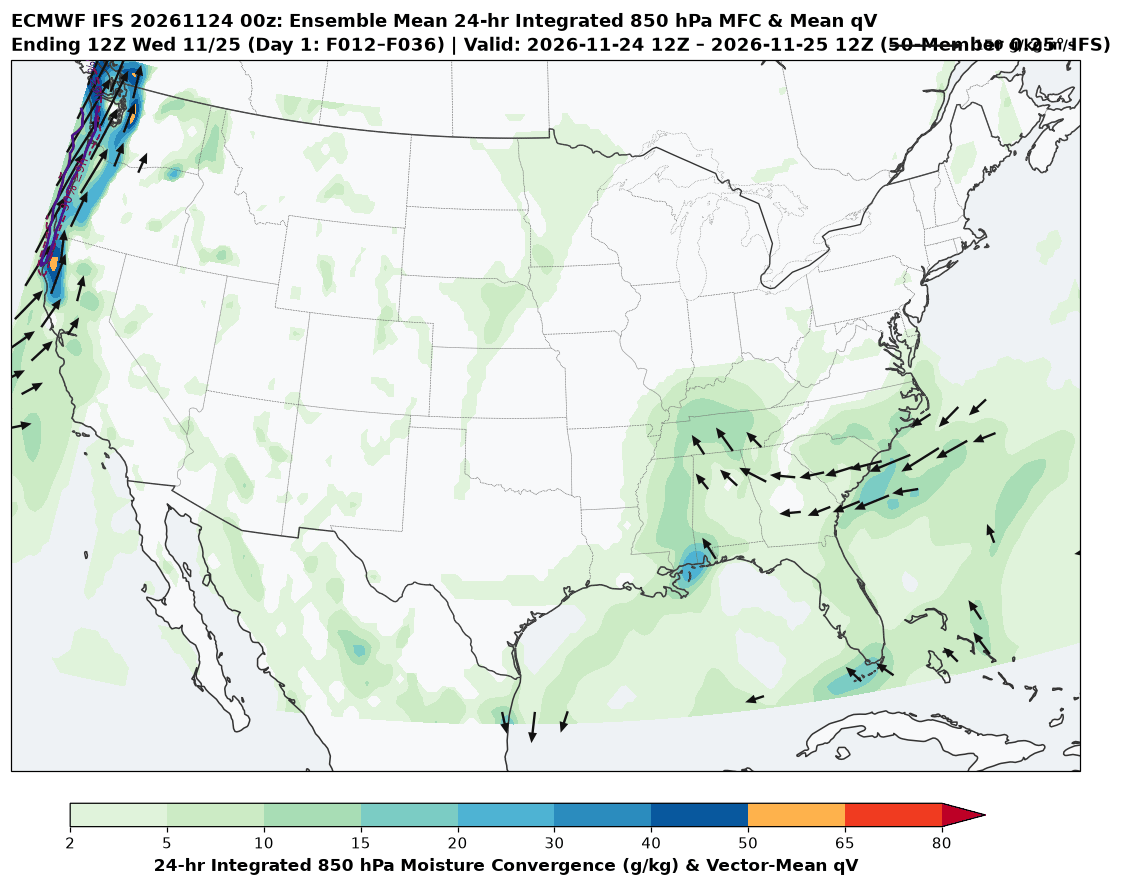 ECMWF IFS 20261124 00z: Ensemble Mean 24-hr Integrated 850 hPa MFC & Mean qV
Ending 12Z Wed 11/25 (Day 1: F012–F036) | Valid: 2026-11-24 12Z – 2026-11-25 12Z (50-Member 0.25° IFS)
2 5 10 15 20 30 40 50 65 80
24-hr Integrated 850 hPa Moisture Convergence (g/kg) & Vector-Mean qV